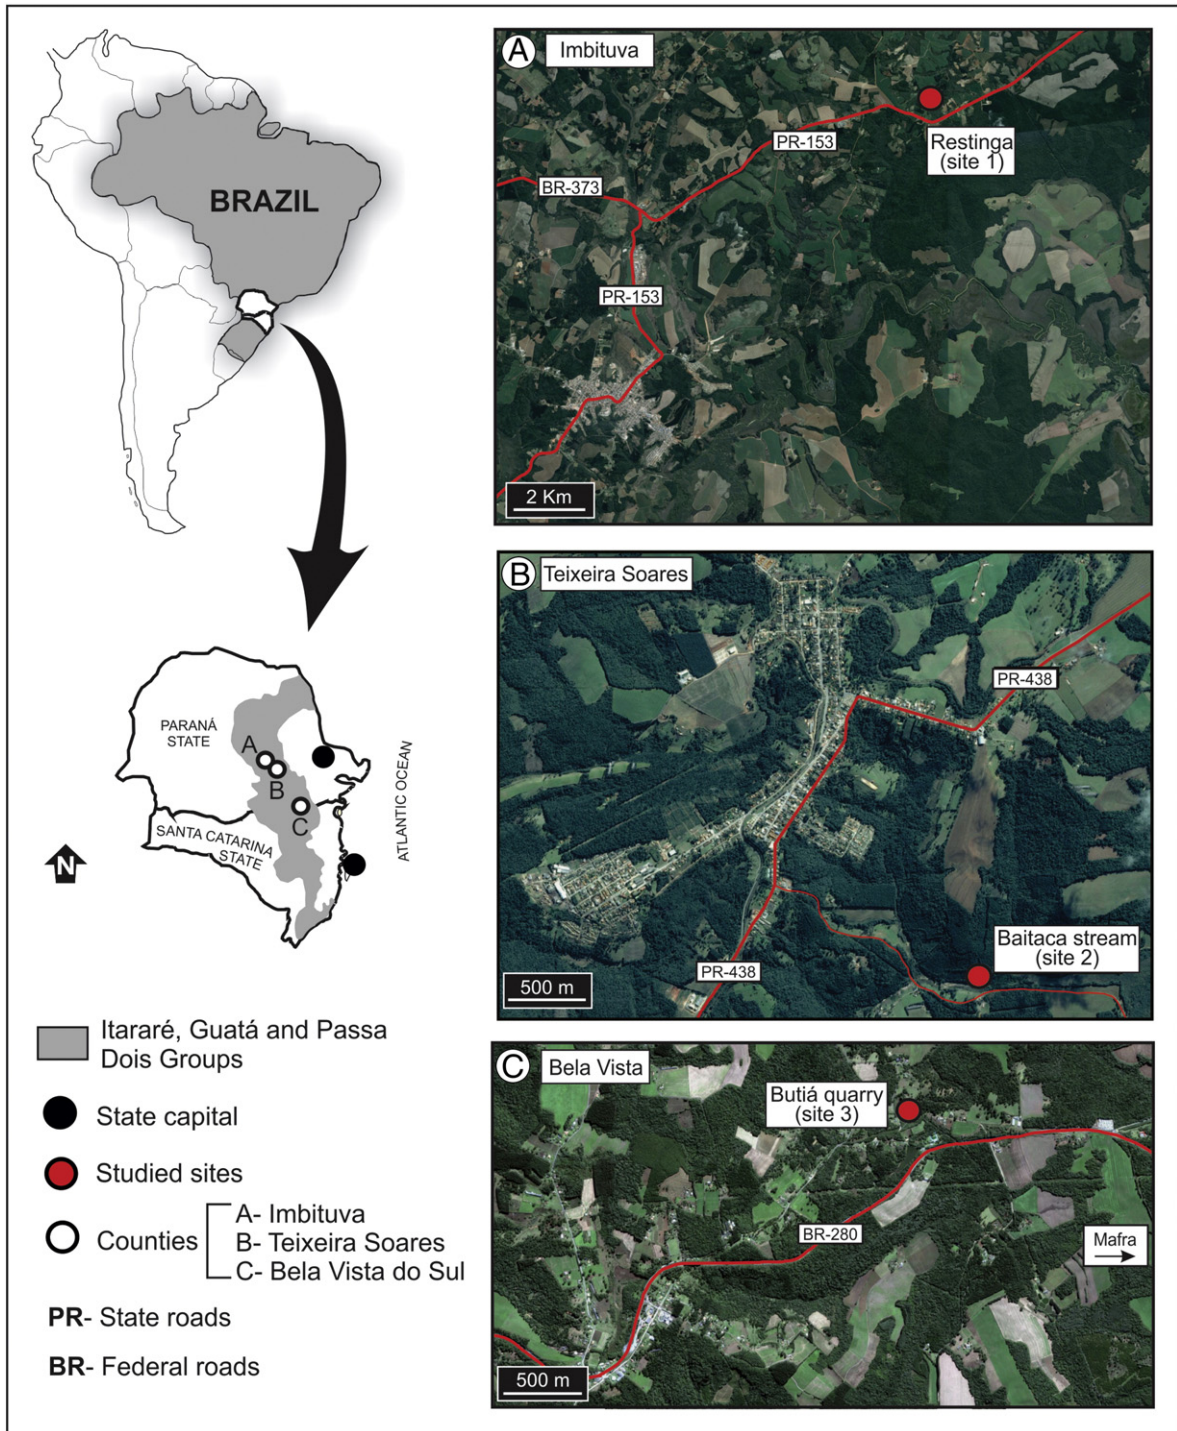 BRAZIL
PARANÁ
STATE
A
B
C
SANTA CATARINA
STATE
ATLANTIC OCEAN
N
Itararé, Guatá and Passa
Dois Groups
State capital
Studied sites
Counties
A- Imbituva
B- Teixeira Soares
C- Bela Vista do Sul
PR- State roads
BR- Federal roads
A
Imbituva
PR-153
Restinga
(site 1)
BR-373
PR-153
2 Km
B
Teixeira Soares
PR-438
Baitaca stream
(site 2)
PR-438
500 m
C
Bela Vista
Butiá quarry
(site 3)
BR-280
Mafra
500 m